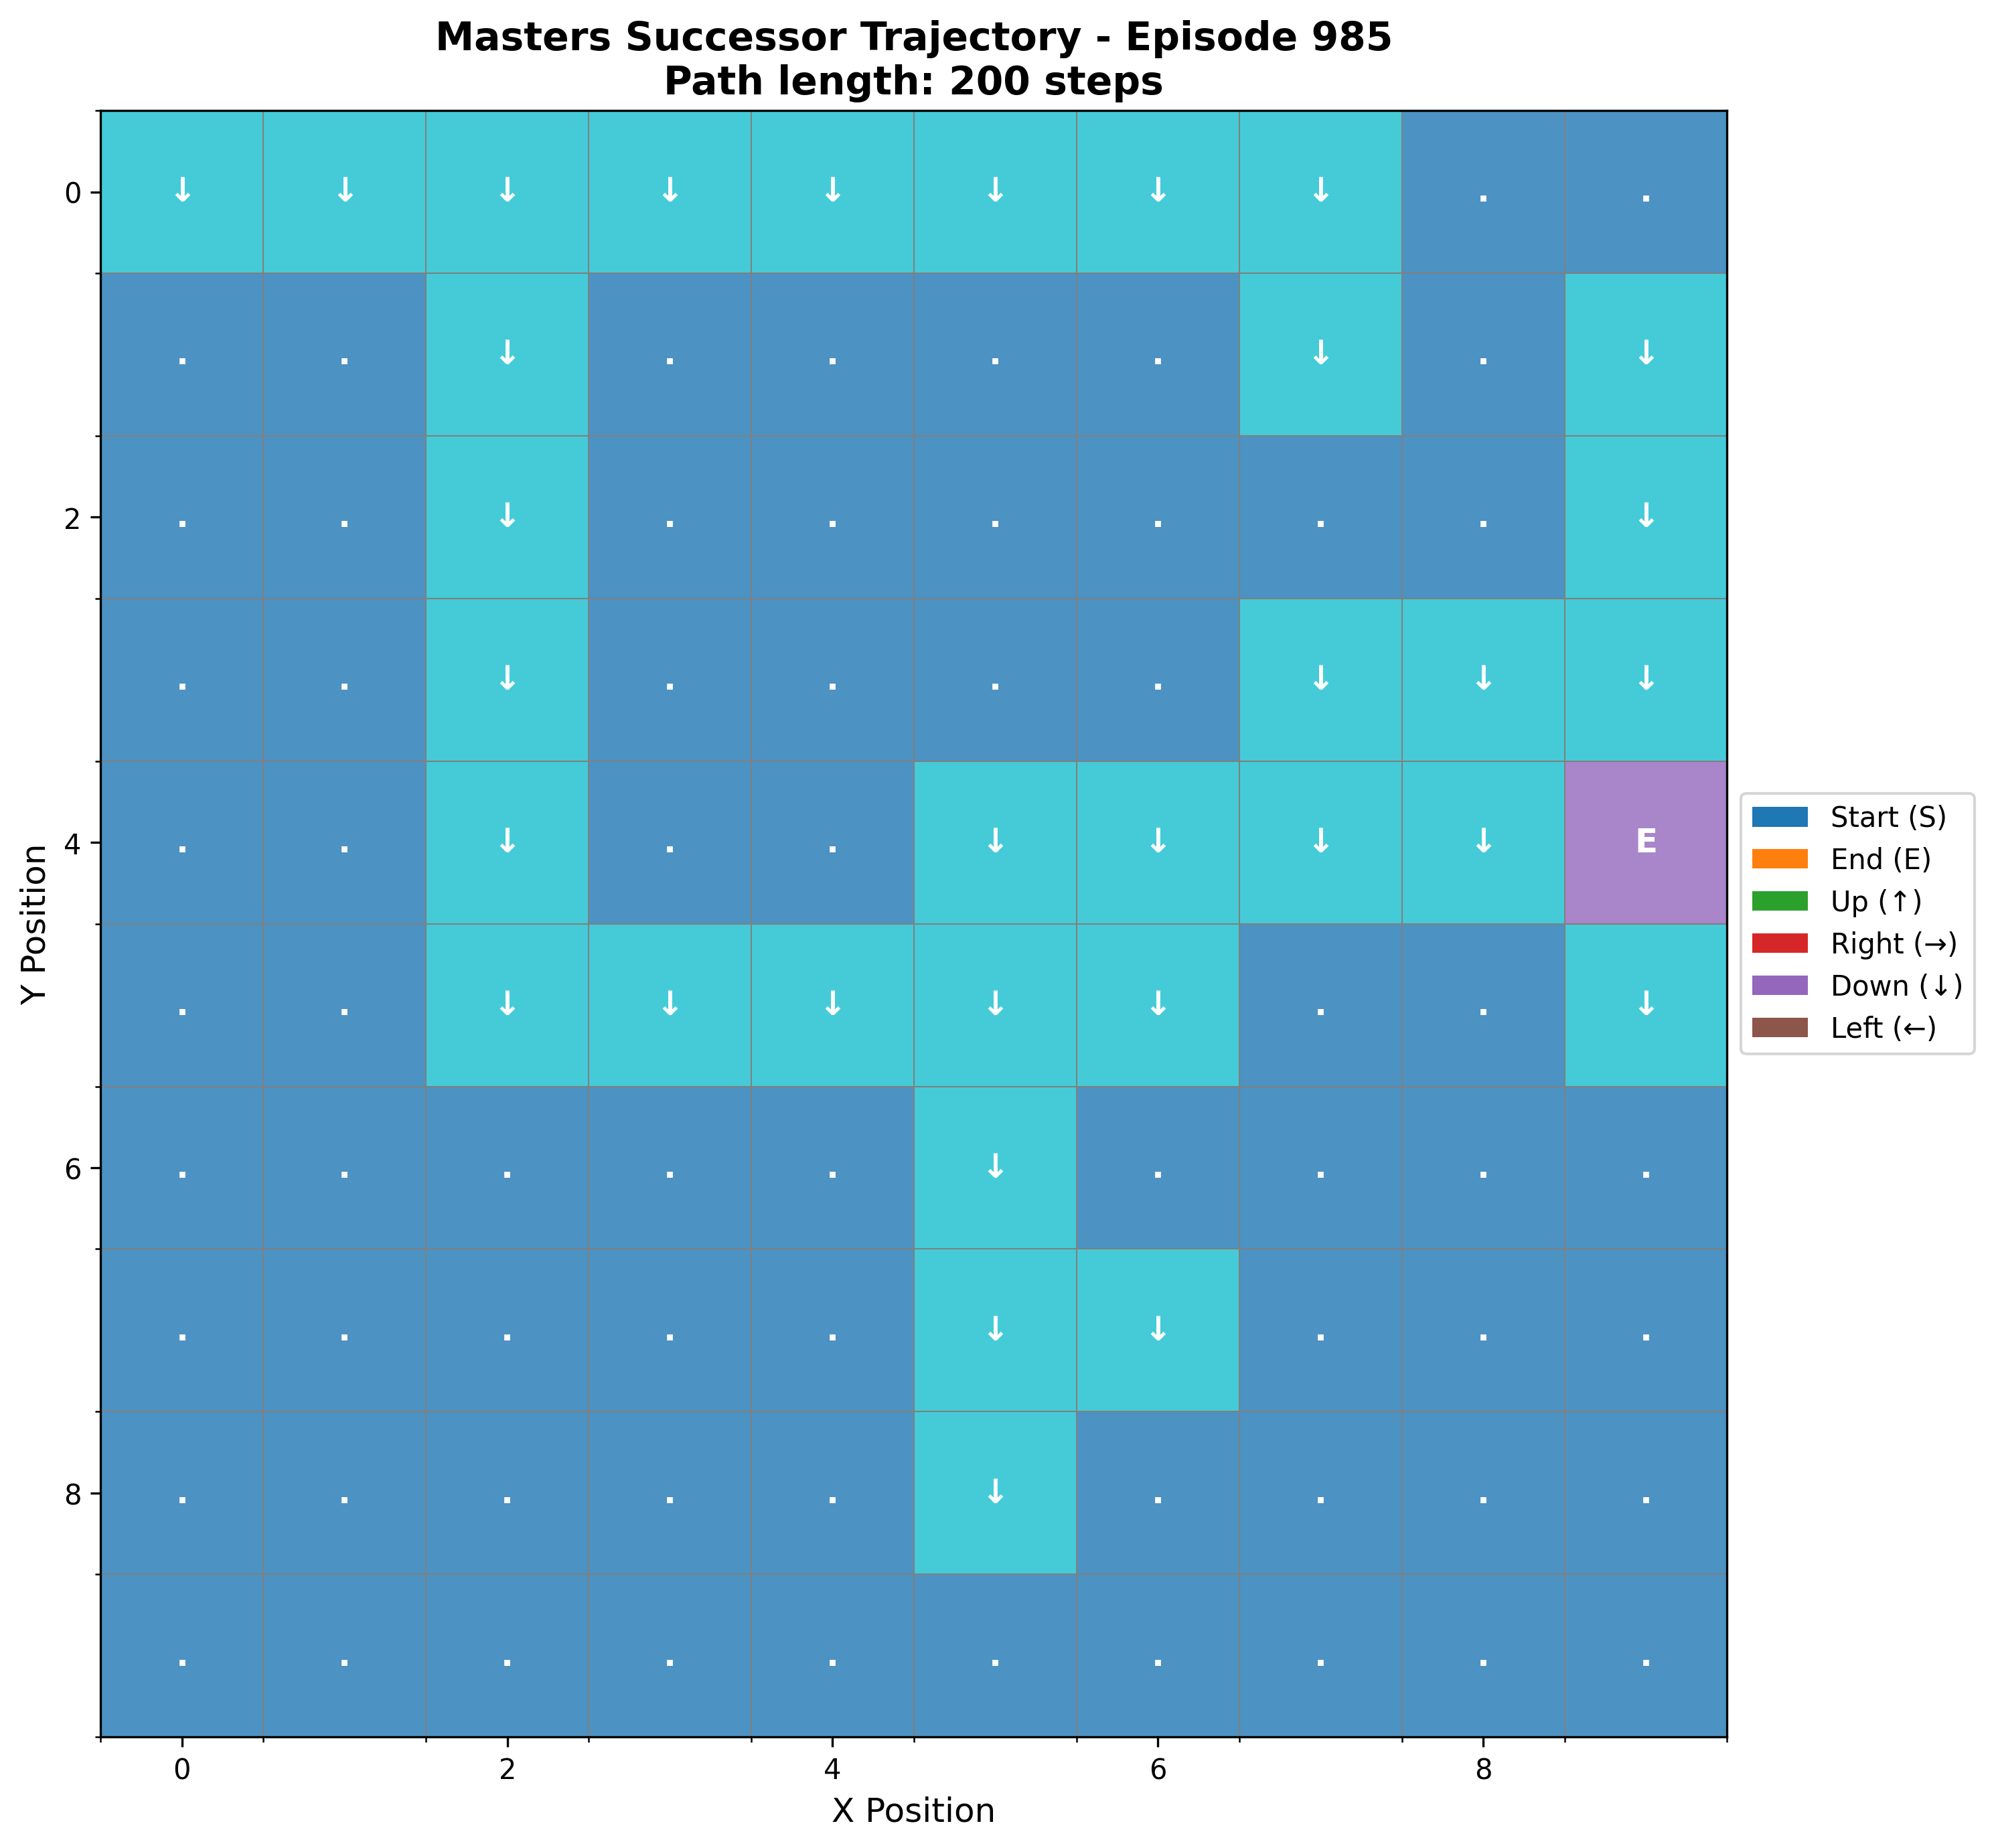 Masters Successor Trajectory - Episode 985
Path length: 200 steps
0 ↓ ↓ ↓ ↓ ↓ ↓ ↓ ↓ . .
. . ↓ . . . . ↓ . ↓
2 . . ↓ . . . . . . ↓
. . ↓ . . . . ↓ ↓ ↓
4 . . ↓ . . ↓ ↓ ↓ ↓ E
. . ↓ ↓ ↓ ↓ ↓ . . ↓
6 . . . . . ↓ . . . .
. . . . . ↓ ↓ . . .
8 . . . . . ↓ . . . .
. . . . . . . . . .
0 2 4 6 8
X Position
Y Position
Start (S)
End (E)
Up (↑)
Right (→)
Down (↓)
Left (←)